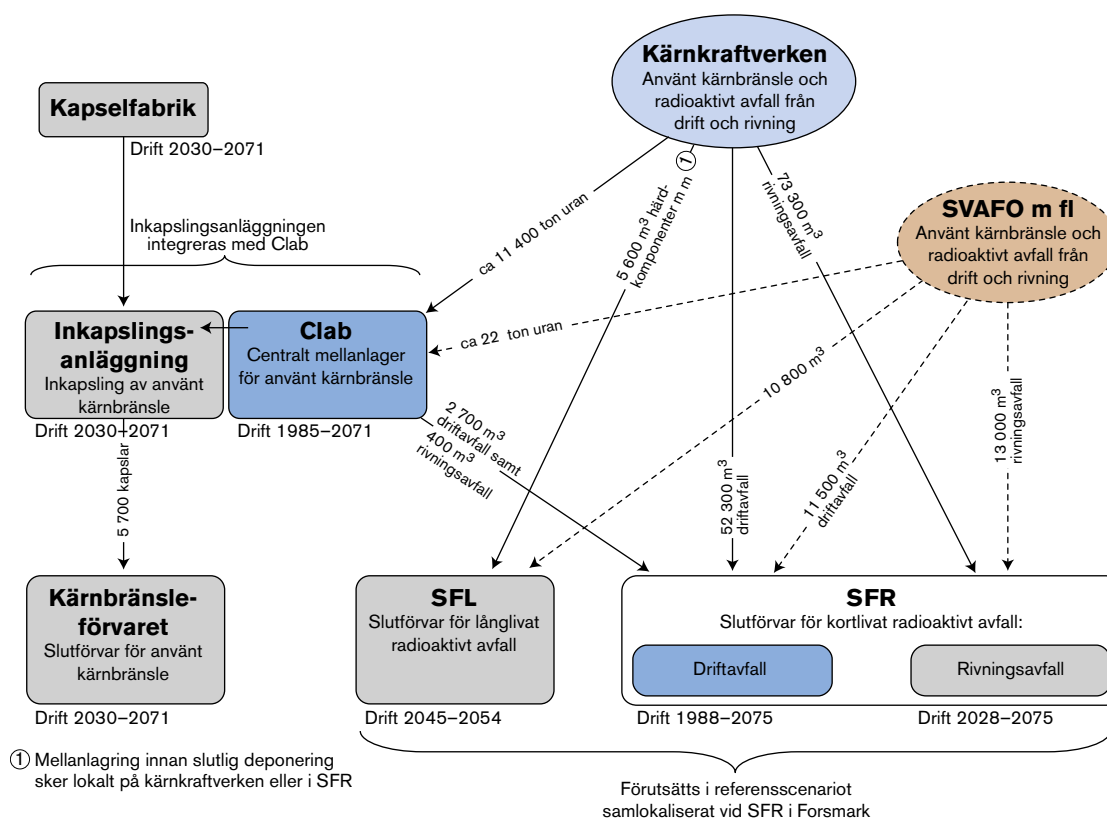 Kärnkraftverken
Använt kärnbränsle och
radioaktivt avfall från
drift och rivning
Kapselfabrik
Drift 2030–2071
SVAFO m fl
Använt kärnbränsle och
radioaktivt avfall från
drift och rivning
Inkapslingsanläggningen
integreras med Clab
ca 11 400 ton uran
5 600 m³ härd-
komponenter m m ①
73 300 m³
rivningsavfall
ca 22 ton uran
10 800 m³
Inkapslings-
anläggning
Inkapsling av använt
kärnbränsle
Drift 2030–2071
Clab
Centralt mellanlager
för använt kärnbränsle
Drift 1985–2071
2 700 m³
driftavfall samt
400 m³
rivningsavfall
52 300 m³
driftavfall
11 500 m³
driftavfall
13 000 m³
rivningsavfall
5 700 kapslar
Kärnbränsle-
förvaret
Slutförvar för använt
kärnbränsle
Drift 2030–2071
SFL
Slutförvar för långlivat
radioaktivt avfall
Drift 2045–2054
SFR
Slutförvar för kortlivat radioaktivt avfall:
Driftavfall
Rivningsavfall
Drift 1988–2075
Drift 2028–2075
① Mellanlagring innan slutlig deponering
sker lokalt på kärnkraftverken eller i SFR
Förutsätts i referensscenariot
samlokaliserat vid SFR i Forsmark